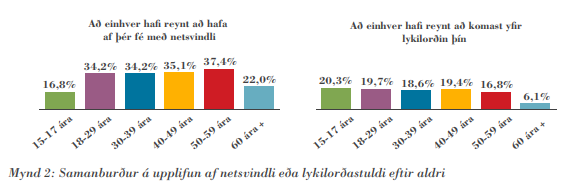 Að einhver hafi reynt að hafa
af þér fé með netsvindli
16,8%
34,2%
34,2%
35,1%
37,4%
22,0%
15-17 ára
18-29 ára
30-39 ára
40-49 ára
50-59 ára
60 ára +
Að einhver hafi reynt að komast yfir
lykilorðin þín
20,3%
19,7%
18,6%
19,4%
16,8%
6,1%
15-17 ára
18-29 ára
30-39 ára
40-49 ára
50-59 ára
60 ára +
Mynd 2: Samanburður á upplifun af netsvindli eða lykilorðastuldi eftir aldri